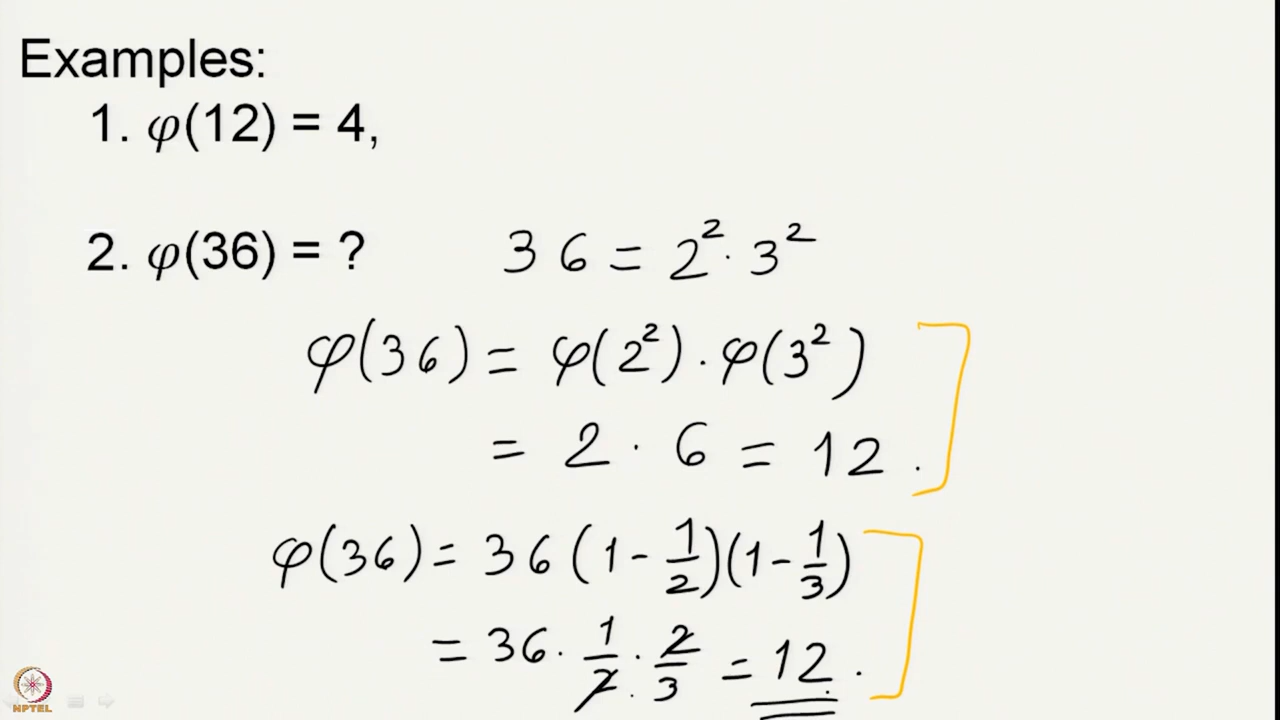 Examples:
1. φ(12) = 4,
2. φ(36) = ? 36 = 2² · 3²
φ(36) = φ(2²) · φ(3²)
= 2 · 6 = 12 .
φ(36) = 36 (1 - 1/2)(1 - 1/3)
= 36 · 1/2 · 2/3 = 12 .
NPTEL